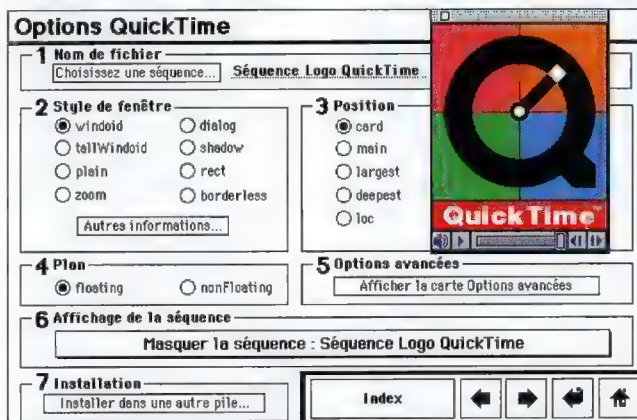 Options QuickTime
1 Nom de fichier
Choisissez une séquence...
Séquence Logo QuickTime
2 Style de fenêtre
windoid
dialog
tallWindoid
shadow
plain
rect
zoom
borderless
Autres informations...
3 Position
card
main
largest
deepest
loc
QuickTime™
4 Plan
floating
nonFloating
5 Options avancées
Afficher la carte Options avancées
6 Affichage de la séquence
Masquer la séquence : Séquence Logo QuickTime
7 Installation
Installer dans une autre pile...
Index